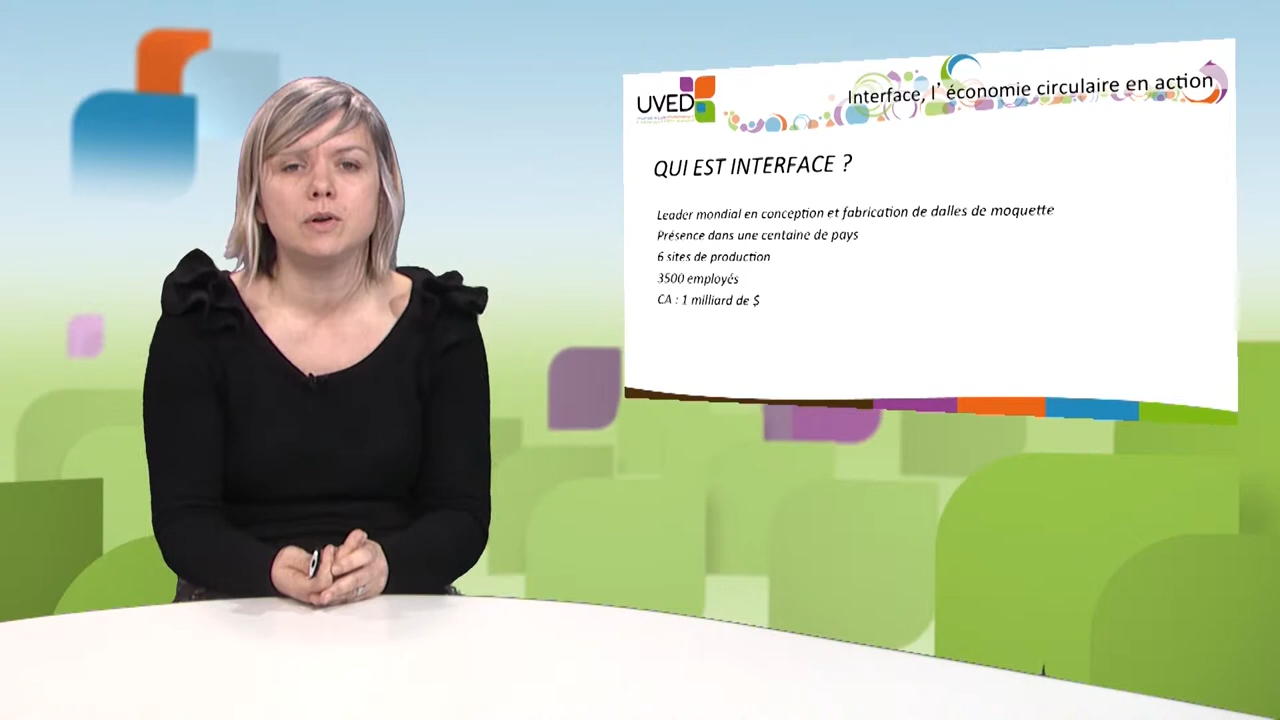 UVED
Interface, l’économie circulaire en action
QUI EST INTERFACE ?
Leader mondial en conception et fabrication de dalles de moquette
Présence dans une centaine de pays
6 sites de production
3500 employés
CA : 1 milliard de $